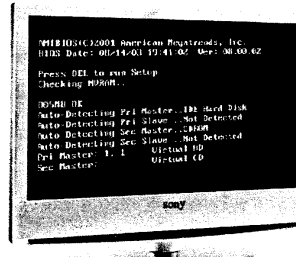 AMIBIOS(C)2001 American Megatrends, Inc.
BIOS Date: 08/14/03 19:41:02 Ver: 08.00.02
Press DEL to run Setup
Checking NVRAM..
OK
Auto-Detecting Pri Master..IDE Hard Disk
Auto-Detecting Pri Slave..Not Detected
Auto-Detecting Sec Master..CDROM
Auto-Detecting Sec Slave..Not Detected
Pri Master: 1. 1 Virtual HD
Sec Master: Virtual CD
sony